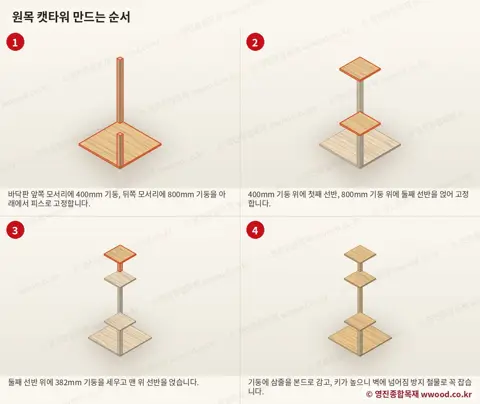 원목 캣타워 만드는 순서
1
2
바닥판 앞쪽 모서리에 400mm 기둥, 뒤쪽 모서리에 800mm 기둥을 아
래에서 피스로 고정합니다.
400mm 기둥 위에 첫째 선반, 800mm 기둥 위에 둘째 선반을 얹어 고정
합니다.
3
4
둘째 선반 위에 382mm 기둥을 세우고 맨 위 선반을 얹습니다.
기둥에 삼줄을 본드로 감고, 키가 높으니 벽에 넘어짐 방지 철물로 꼭 잡습
니다.
© 영진종합목재 wwood.co.kr